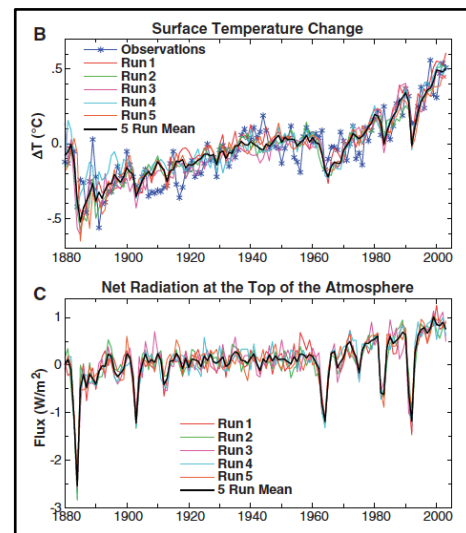 B
Surface Temperature Change
Observations
Run 1
Run 2
Run 3
Run 4
Run 5
5 Run Mean
ΔT (°C)
.5
0.
-.5
1880 1900 1920 1940 1960 1980 2000
C
Net Radiation at the Top of the Atmosphere
Flux (W/m²)
1
0
-1
-2
-3
Run 1
Run 2
Run 3
Run 4
Run 5
5 Run Mean
1880 1900 1920 1940 1960 1980 2000